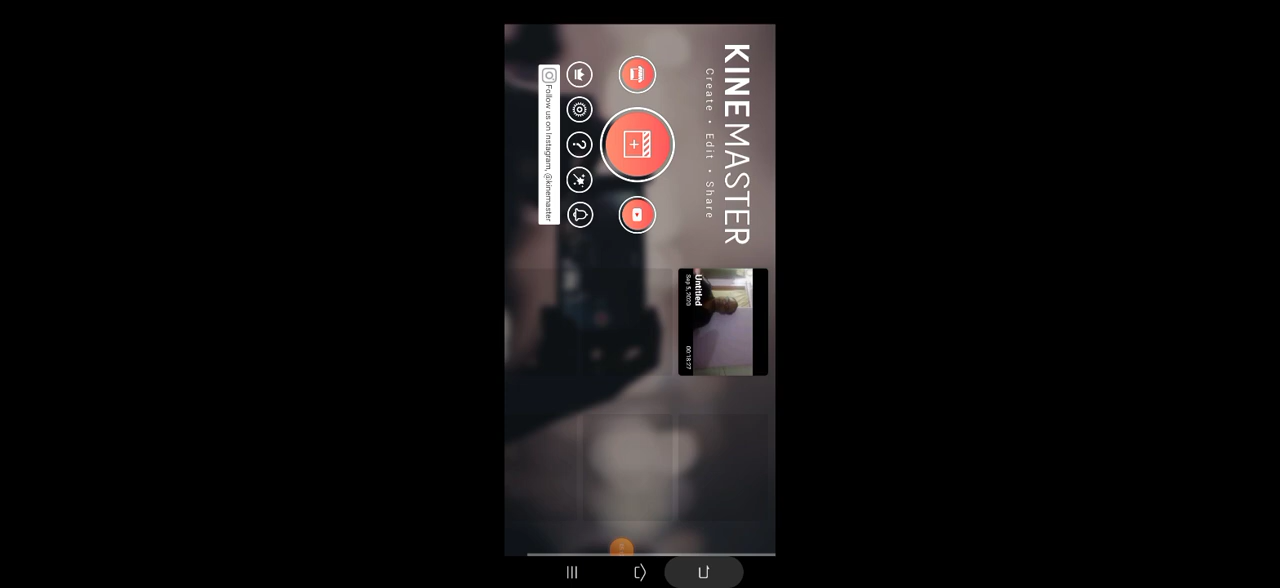 KINEMASTER
Create • Edit • Share
Follow us on Instagram, @kinemaster
Untitled
Sep 5, 2020
00:18:27